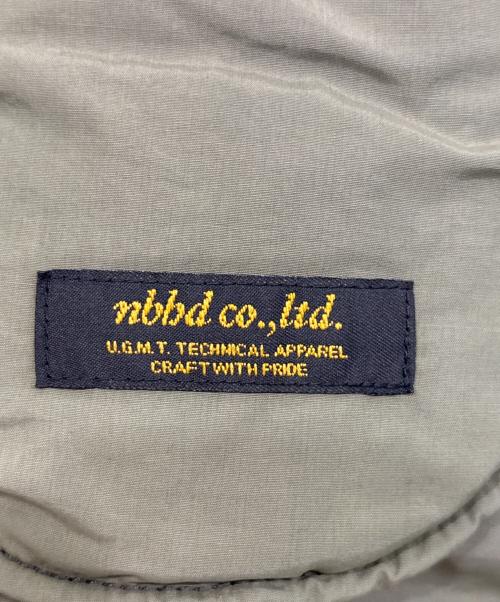 nbbd co.,ltd.
U.G.M.T. TECHNICAL APPAREL
CRAFT WITH PRIDE